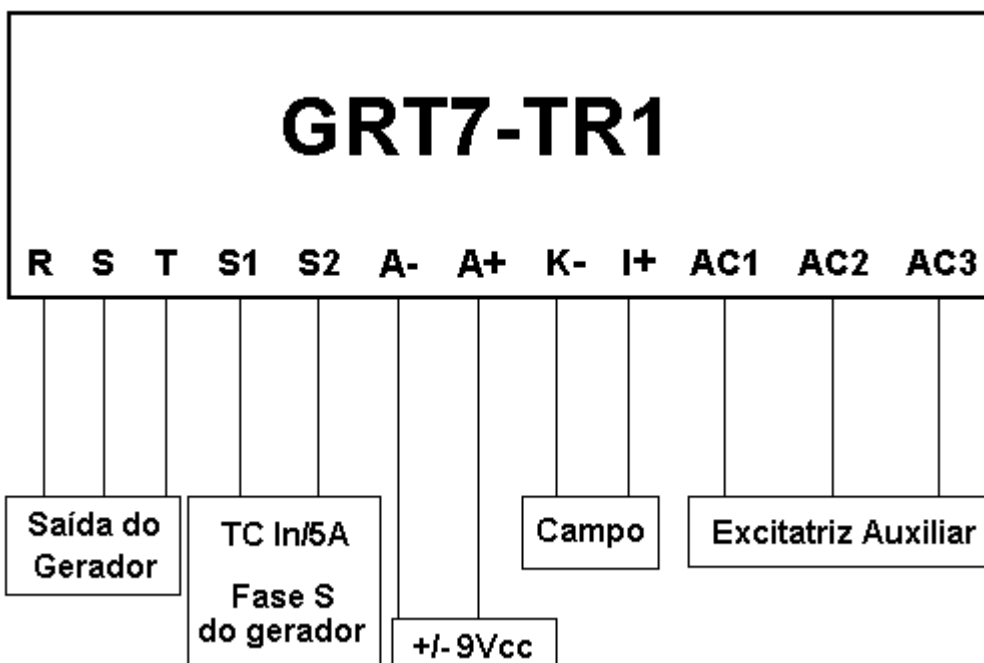 GRT7-TR1
R S T S1 S2 A- A+ K- I+ AC1 AC2 AC3
Saída do
Gerador
TC In/5A
Fase S
do gerador
+/- 9Vcc
Campo
Excitatriz Auxiliar